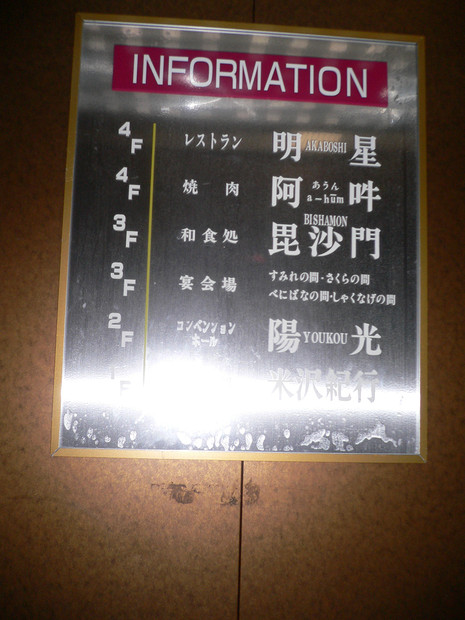 INFORMATION
4F レストラン 明 AKABOSHI 星
4F 焼肉 阿 あうん a-hūm 吽
3F 和食処 毘沙門 BISHAMON
3F 宴会場 すみれの間・さくらの間
べにばなの間・しゃくなげの間
2F コンベンションホール 陽 YOUKOU 光
F 米沢紀行